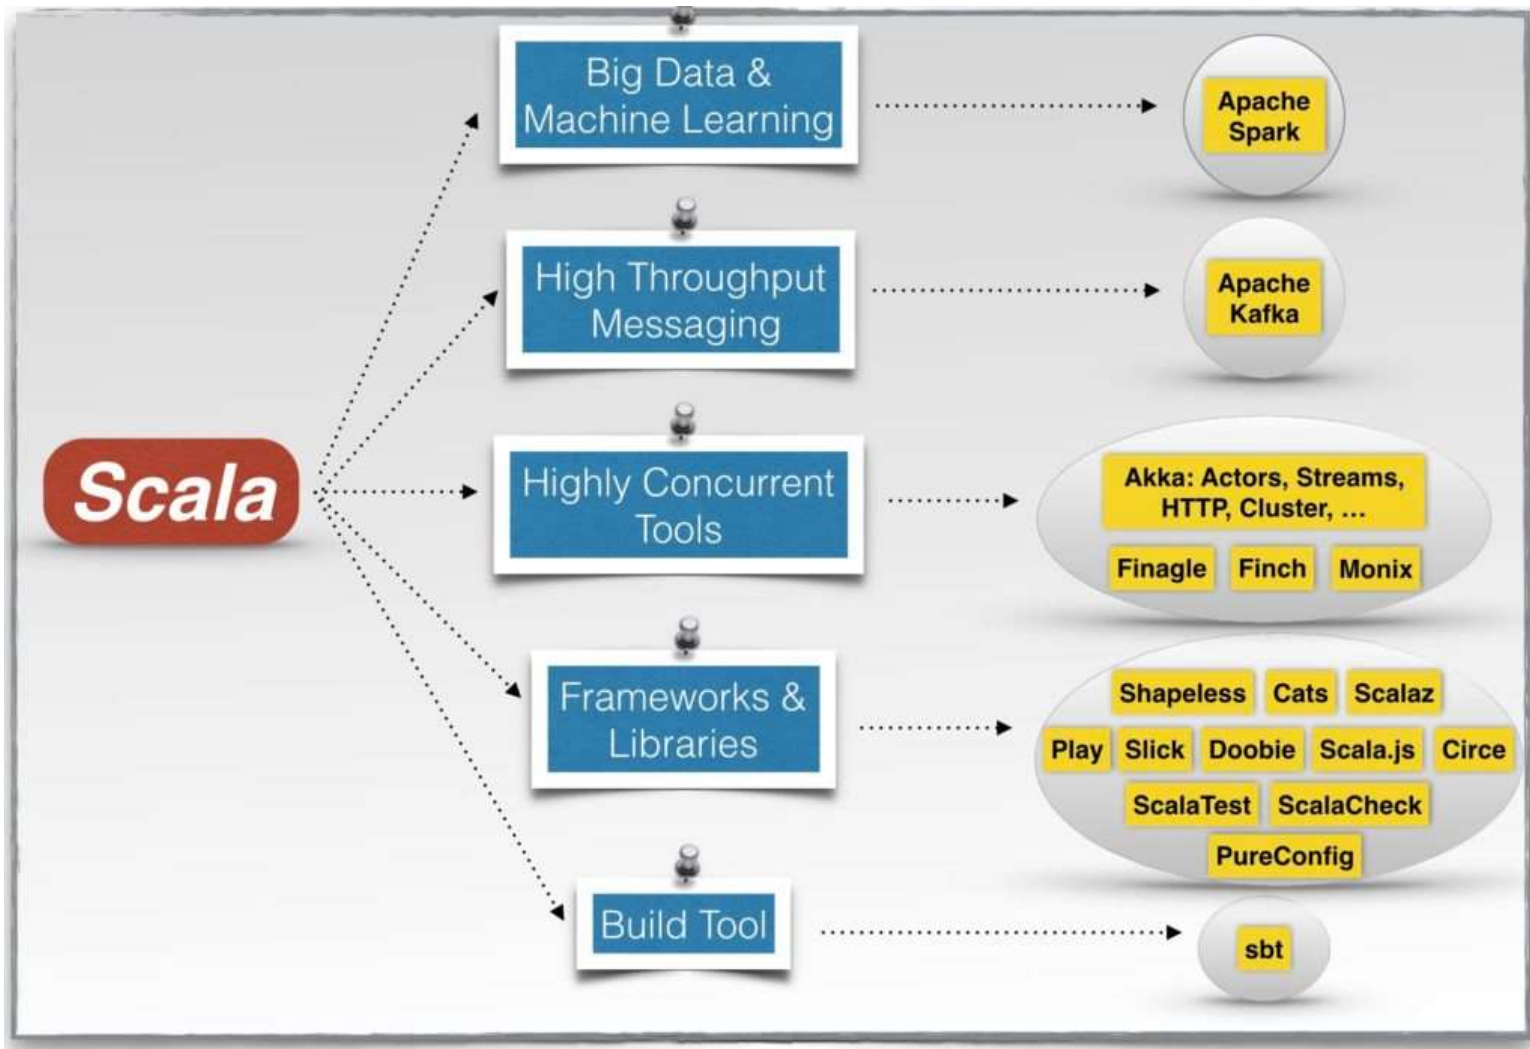 Scala
Big Data &
Machine Learning
Apache
Spark
High Throughput
Messaging
Apache
Kafka
Highly Concurrent
Tools
Akka: Actors, Streams,
HTTP, Cluster, ...
Finagle Finch Monix
Frameworks &
Libraries
Shapeless Cats Scalaz
Play Slick Doobie Scala.js Circe
ScalaTest ScalaCheck
PureConfig
Build Tool
sbt